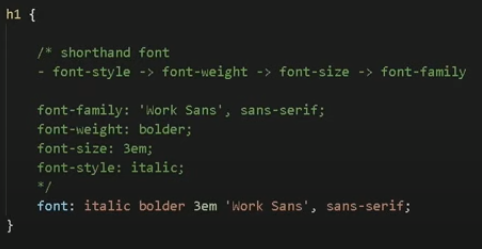 h1 {
/* shorthand font
- font-style -> font-weight -> font-size -> font-family
font-family: 'Work Sans', sans-serif;
font-weight: bolder;
font-size: 3em;
font-style: italic;
*/
font: italic bolder 3em 'Work Sans', sans-serif;
}